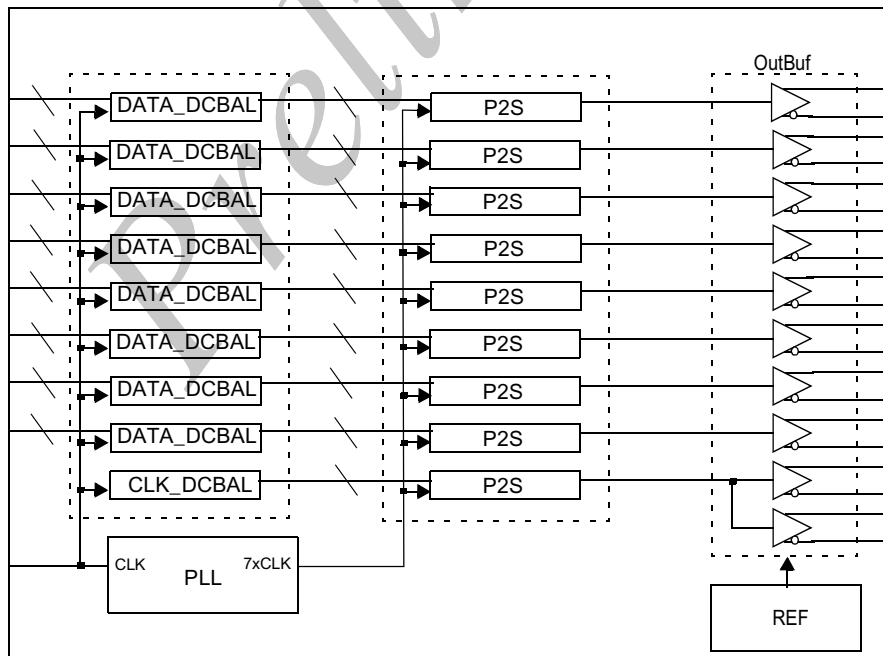 OutBuf
DATA_DCBAL P2S
DATA_DCBAL P2S
DATA_DCBAL P2S
DATA_DCBAL P2S
DATA_DCBAL P2S
DATA_DCBAL P2S
DATA_DCBAL P2S
DATA_DCBAL P2S
CLK_DCBAL P2S
CLK PLL 7xCLK
REF
Preli